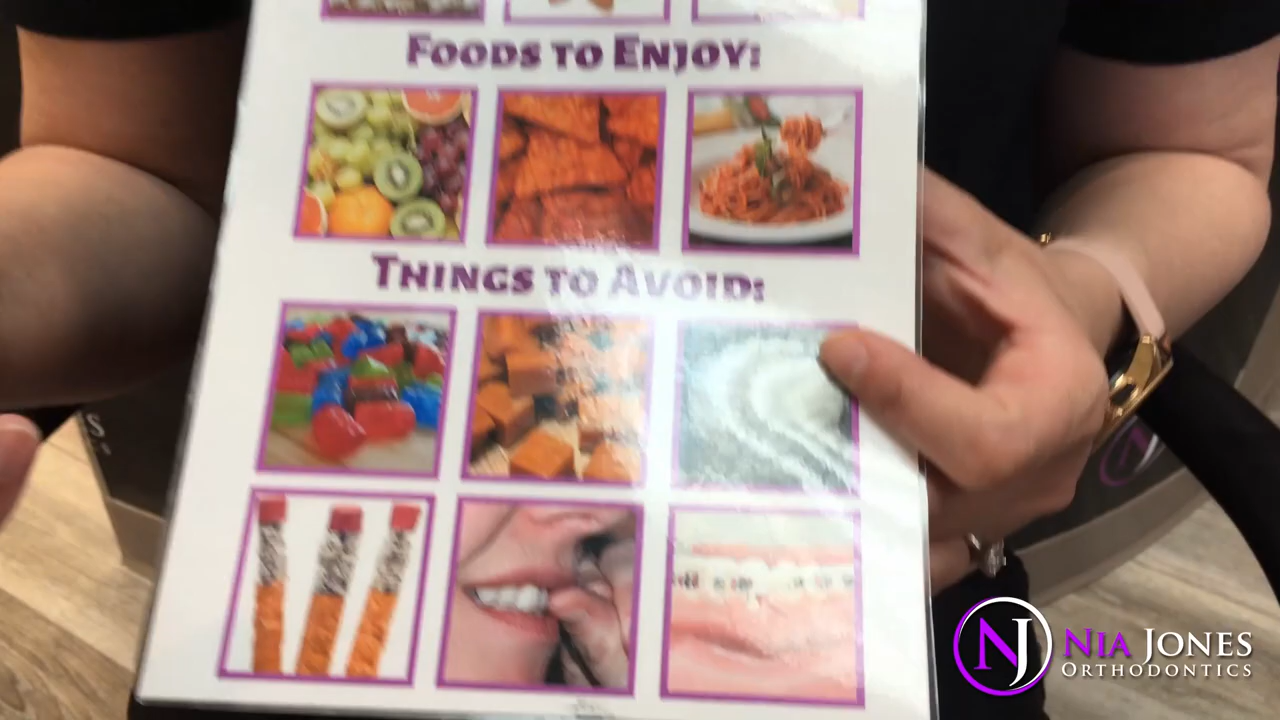 FOODS TO ENJOY:
THINGS TO AVOID:
NJ NIA JONES
ORTHODONTICS